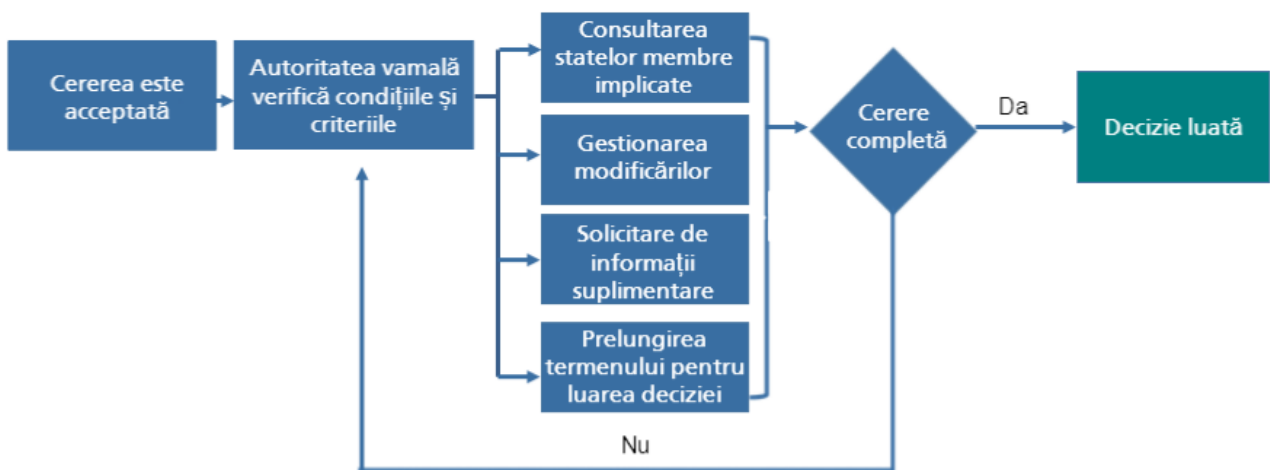 Cererea este
acceptată
Autoritatea vamală
verifică condițiile și
criteriile
Consultarea
statelor membre
implicate
Gestionarea
modificărilor
Solicitare de
informații
suplimentare
Prelungirea
termenului pentru
luarea deciziei
Cerere
completă
Da
Decizie luată
Nu